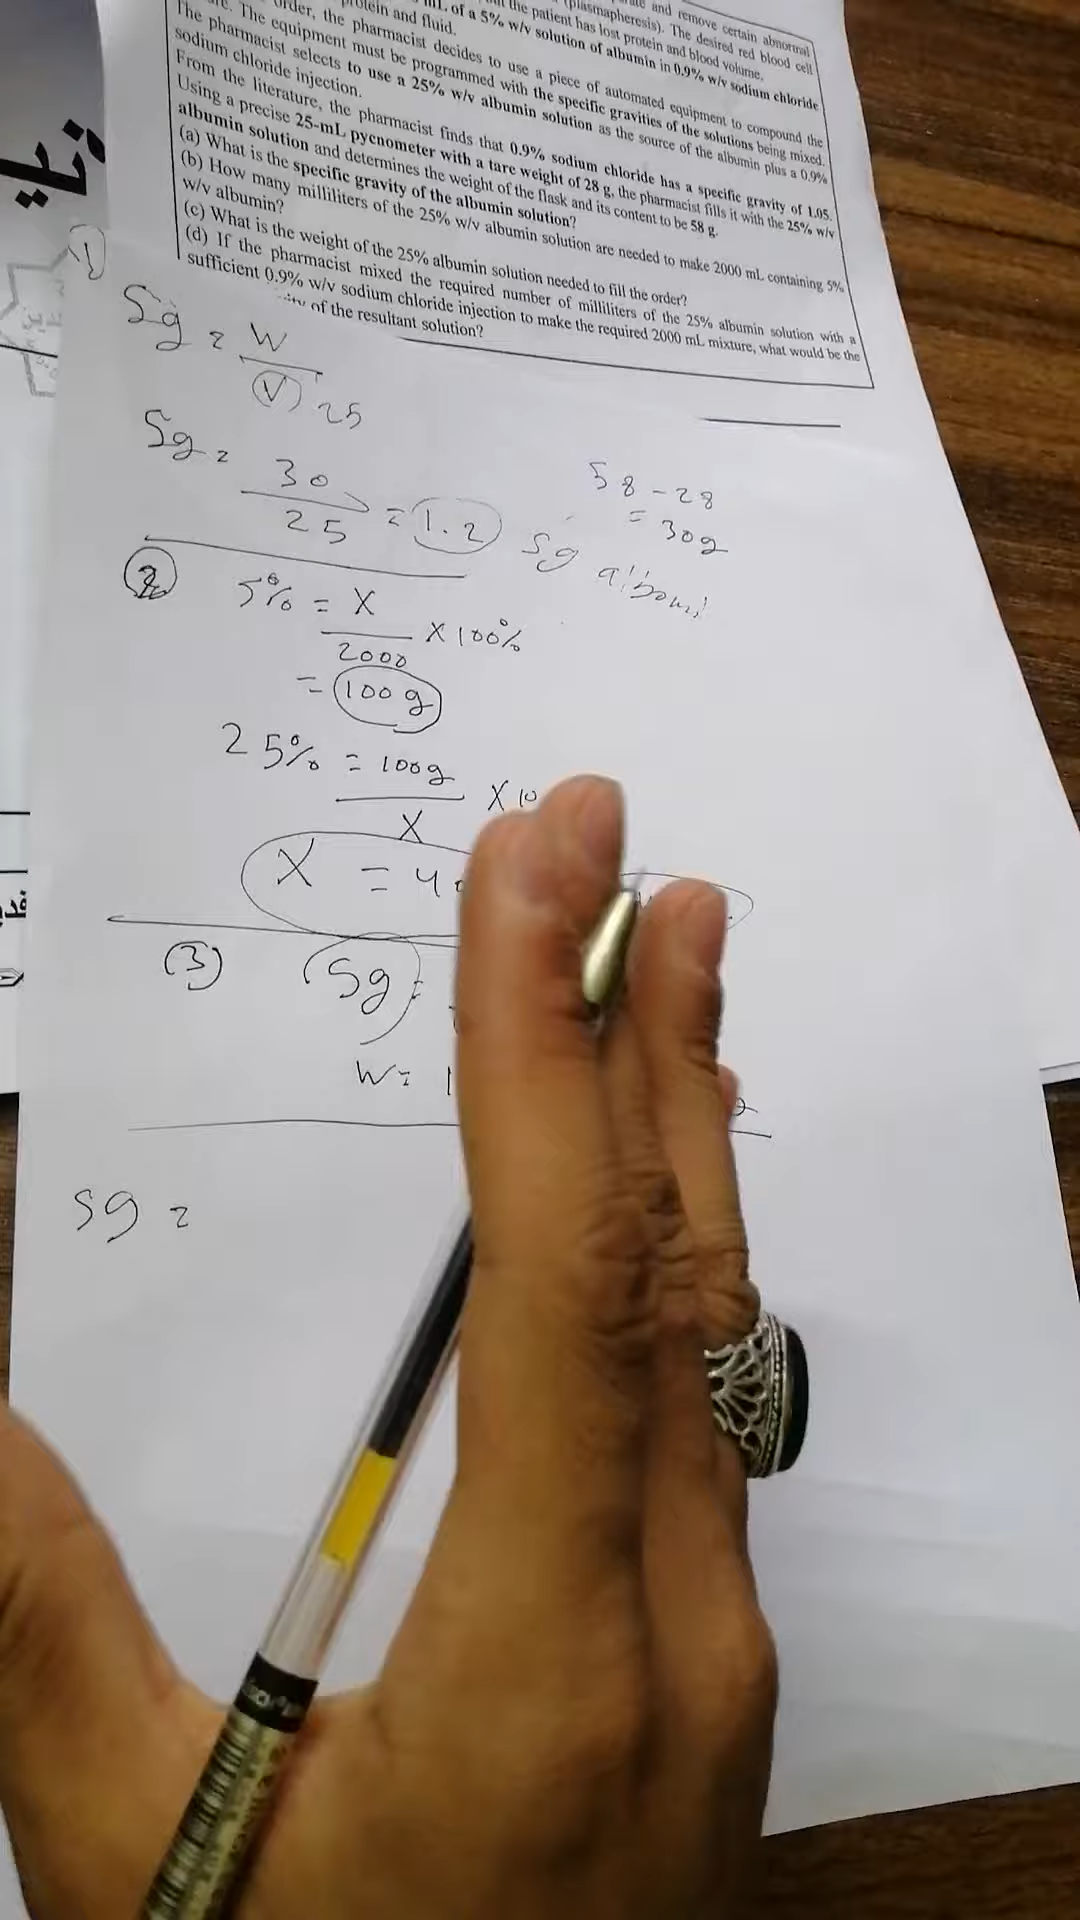 and remove certain abnormal
(plasmapheresis). The desired red blood cell
the patient has lost protein and blood volume.
mL of a 5% w/v solution of albumin in 0.9% w/v sodium chloride
protein and fluid.
order, the pharmacist decides to use a piece of automated equipment to compound the
The equipment must be programmed with the specific gravities of the solutions being mixed.
The pharmacist selects to use a 25% w/v albumin solution as the source of the albumin plus a 0.9%
sodium chloride injection.
From the literature, the pharmacist finds that 0.9% sodium chloride has a specific gravity of 1.05.
Using a precise 25-mL pycnometer with a tare weight of 28 g, the pharmacist fills it with the 25% w/v
albumin solution and determines the weight of the flask and its content to be 58 g.
(a) What is the specific gravity of the albumin solution?
(b) How many milliliters of the 25% w/v albumin solution are needed to make 2000 mL containing 5%
w/v albumin?
(c) What is the weight of the 25% albumin solution needed to fill the order?
(d) If the pharmacist mixed the required number of milliliters of the 25% albumin solution with a
sufficient 0.9% w/v sodium chloride injection to make the required 2000 mL mixture, what would be the
of the resultant solution?
1)
Sg = W
V 25
Sg = 30
25
= 1.2
58 - 28
= 30g
Sg
2
5% = X
2000
X 100%
= 100 g
25% = 100g
X
X = 40
(3) Sg =
W =
Sg =